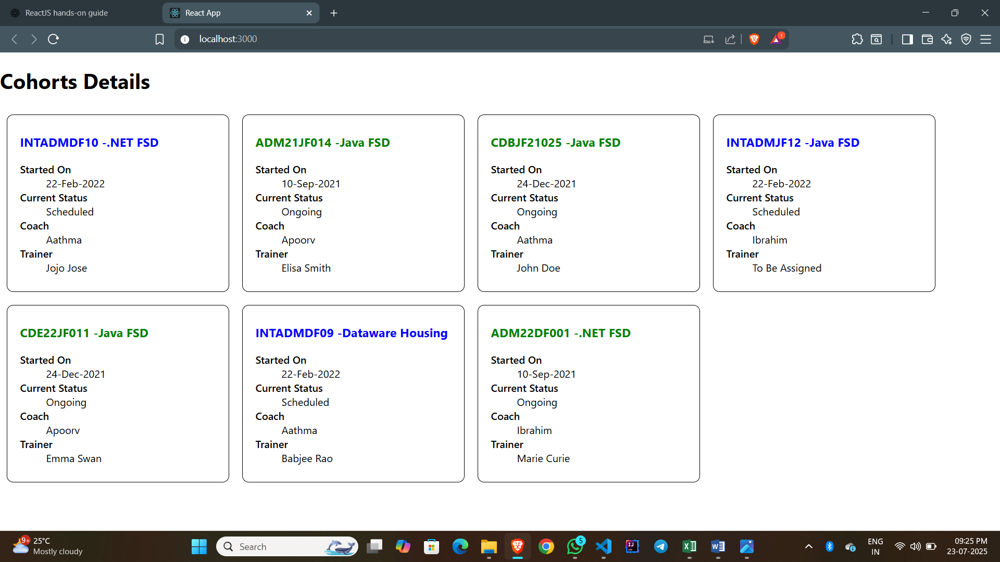 ReactJS hands-on guide
React App
localhost:3000
1
Cohorts Details
INTADMDF10 -.NET FSD
Started On
22-Feb-2022
Current Status
Scheduled
Coach
Aathma
Trainer
Jojo Jose
ADM21JF014 -Java FSD
Started On
10-Sep-2021
Current Status
Ongoing
Coach
Apoorv
Trainer
Elisa Smith
CDBJF21025 -Java FSD
Started On
24-Dec-2021
Current Status
Ongoing
Coach
Aathma
Trainer
John Doe
INTADMJF12 -Java FSD
Started On
22-Feb-2022
Current Status
Scheduled
Coach
Ibrahim
Trainer
To Be Assigned
CDE22JF011 -Java FSD
Started On
24-Dec-2021
Current Status
Ongoing
Coach
Apoorv
Trainer
Emma Swan
INTADMDF09 -Dataware Housing
Started On
22-Feb-2022
Current Status
Scheduled
Coach
Aathma
Trainer
Babjee Rao
ADM22DF001 -.NET FSD
Started On
10-Sep-2021
Current Status
Ongoing
Coach
Ibrahim
Trainer
Marie Curie
9+
25°C
Mostly cloudy
Search
5
IJ
X
W
ENG
IN
09:25 PM
23-07-2025